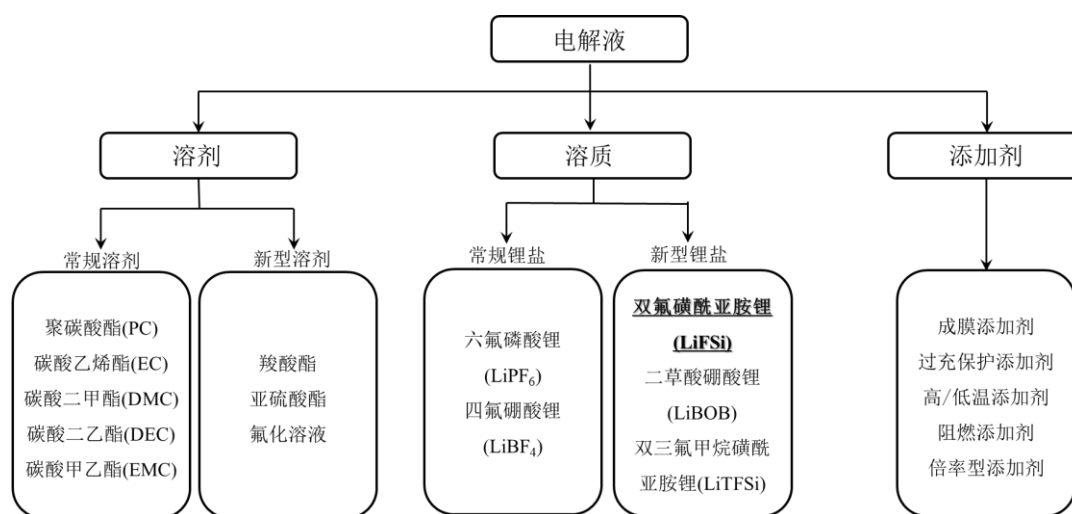 电解液
溶剂
溶质
添加剂
常规溶剂
聚碳酸酯(PC)
碳酸乙烯酯(EC)
碳酸二甲酯(DMC)
碳酸二乙酯(DEC)
碳酸甲乙酯(EMC)
新型溶剂
羧酸酯
亚硫酸酯
氟化溶液
常规锂盐
六氟磷酸锂
(LiPF₆)
四氟硼酸锂
(LiBF₄)
新型锂盐
双氟磺酰亚胺锂
(LiFSi)
二草酸硼酸锂
(LiBOB)
双三氟甲烷磺酰
亚胺锂(LiTFSi)
成膜添加剂
过充保护添加剂
高/低温添加剂
阻燃添加剂
倍率型添加剂